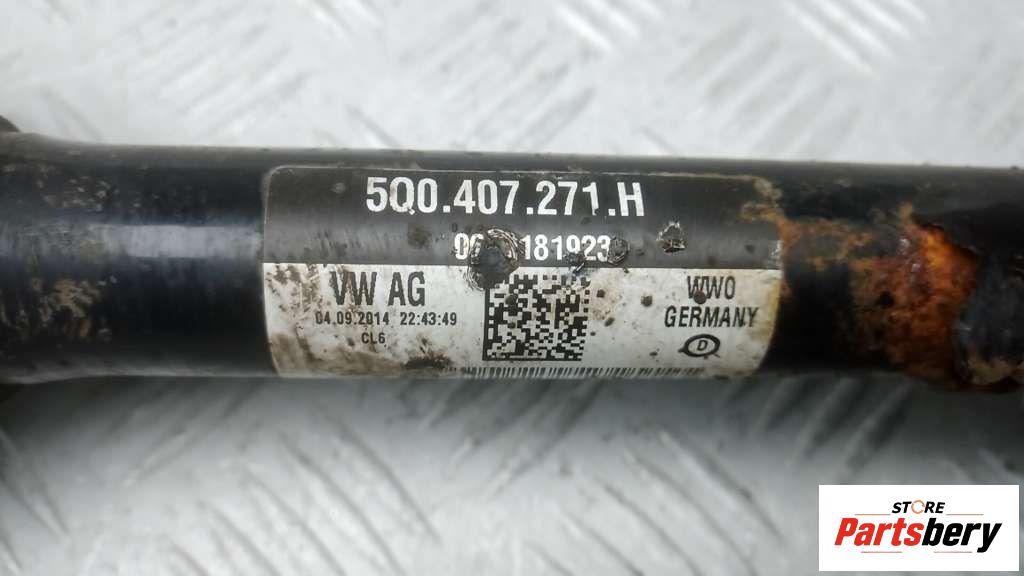 5Q0.407.271.H
181923
VW AG
WWO
04.09.2014 22:43:49
GERMANY
CL6
D
STORE
Partsbery